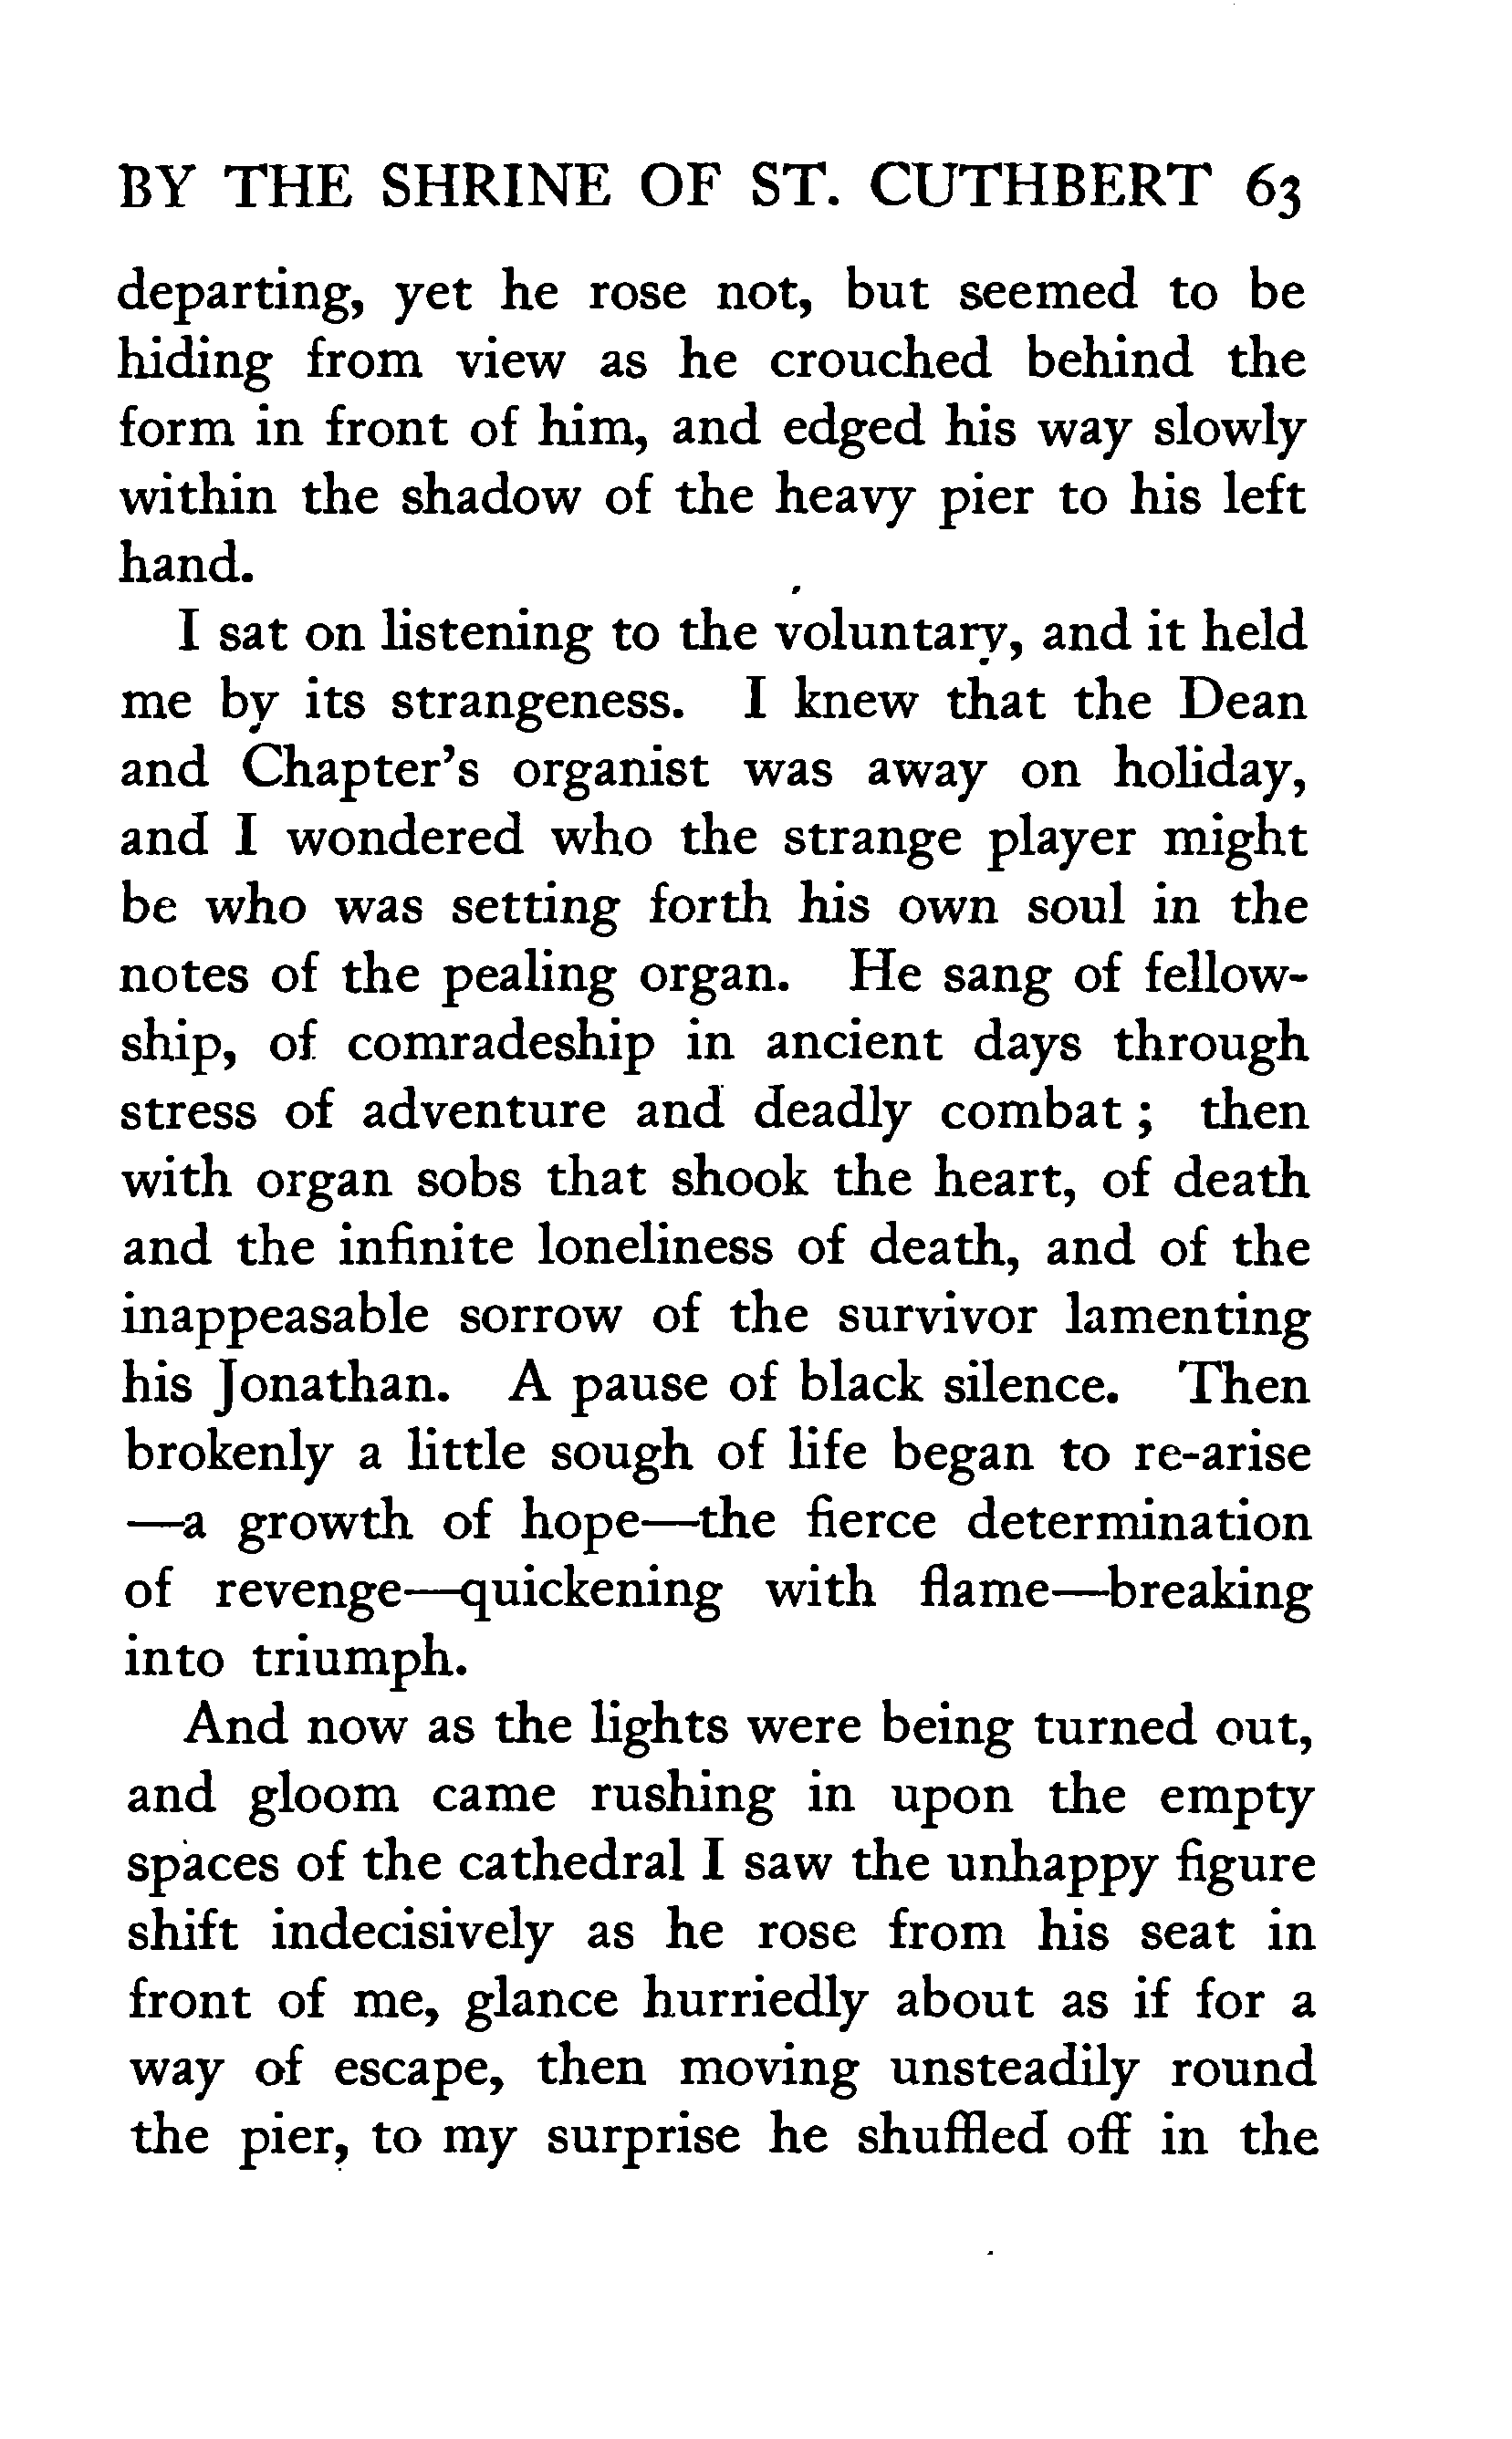 BY THE SHRINE OF ST. CUTHBERT 63
departing, yet he rose not, but seemed to be
hiding from view as he crouched behind the
form in front of him, and edged his way slowly
within the shadow of the heavy pier to his left
hand.
I sat on listening to the voluntary, and it held
me by its strangeness. I knew that the Dean
and Chapter's organist was away on holiday,
and I wondered who the strange player might
be who was setting forth his own soul in the
notes of the pealing organ. He sang of fellow-
ship, of comradeship in ancient days through
stress of adventure and deadly combat ; then
with organ sobs that shook the heart, of death
and the infinite loneliness of death, and of the
inappeasable sorrow of the survivor lamenting
his Jonathan. A pause of black silence. Then
brokenly a little sough of life began to re-arise
—a growth of hope—the fierce determination
of revenge—quickening with flame—breaking
into triumph.
And now as the lights were being turned out,
and gloom came rushing in upon the empty
spaces of the cathedral I saw the unhappy figure
shift indecisively as he rose from his seat in
front of me, glance hurriedly about as if for a
way of escape, then moving unsteadily round
the pier, to my surprise he shuffled off in the